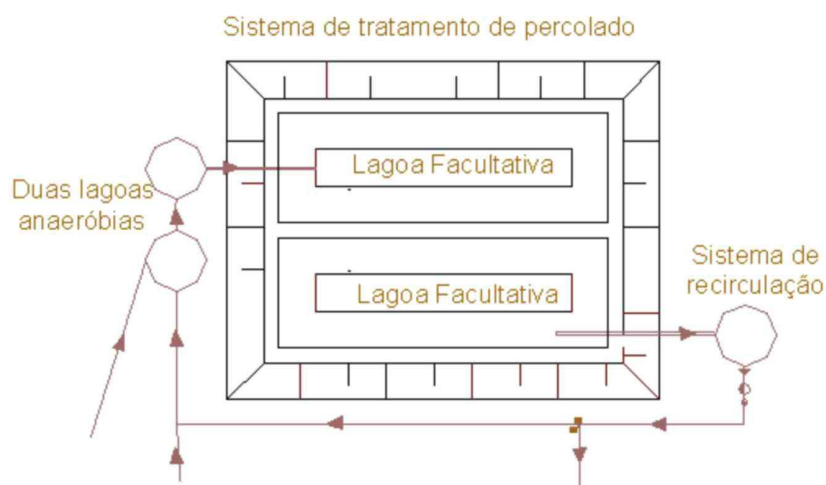 Sistema de tratamento de percolado
Lagoa Facultativa
Duas lagoas
anaeróbias
Sistema de
recirculação
Lagoa Facultativa